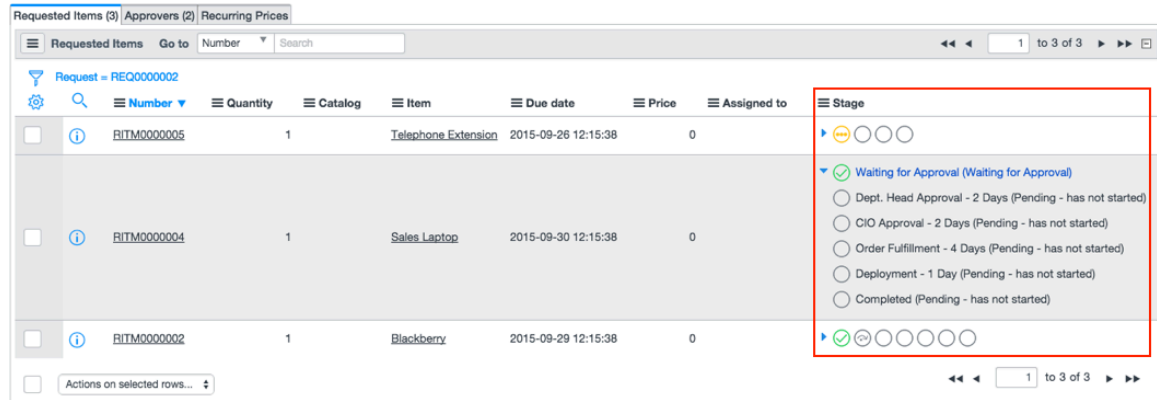 Requested Items (3) Approvers (2) Recurring Prices
Requested Items Go to Number Search 1 to 3 of 3
Request = REQ0000002
Number Quantity Catalog Item Due date Price Assigned to Stage
RITM0000005 1 Telephone Extension 2015-09-26 12:15:38 0
Waiting for Approval (Waiting for Approval)
Dept. Head Approval - 2 Days (Pending - has not started)
CIO Approval - 2 Days (Pending - has not started)
RITM0000004 1 Sales Laptop 2015-09-30 12:15:38 0
Order Fulfillment - 4 Days (Pending - has not started)
Deployment - 1 Day (Pending - has not started)
Completed (Pending - has not started)
RITM0000002 1 Blackberry 2015-09-29 12:15:38 0
Actions on selected rows... 1 to 3 of 3